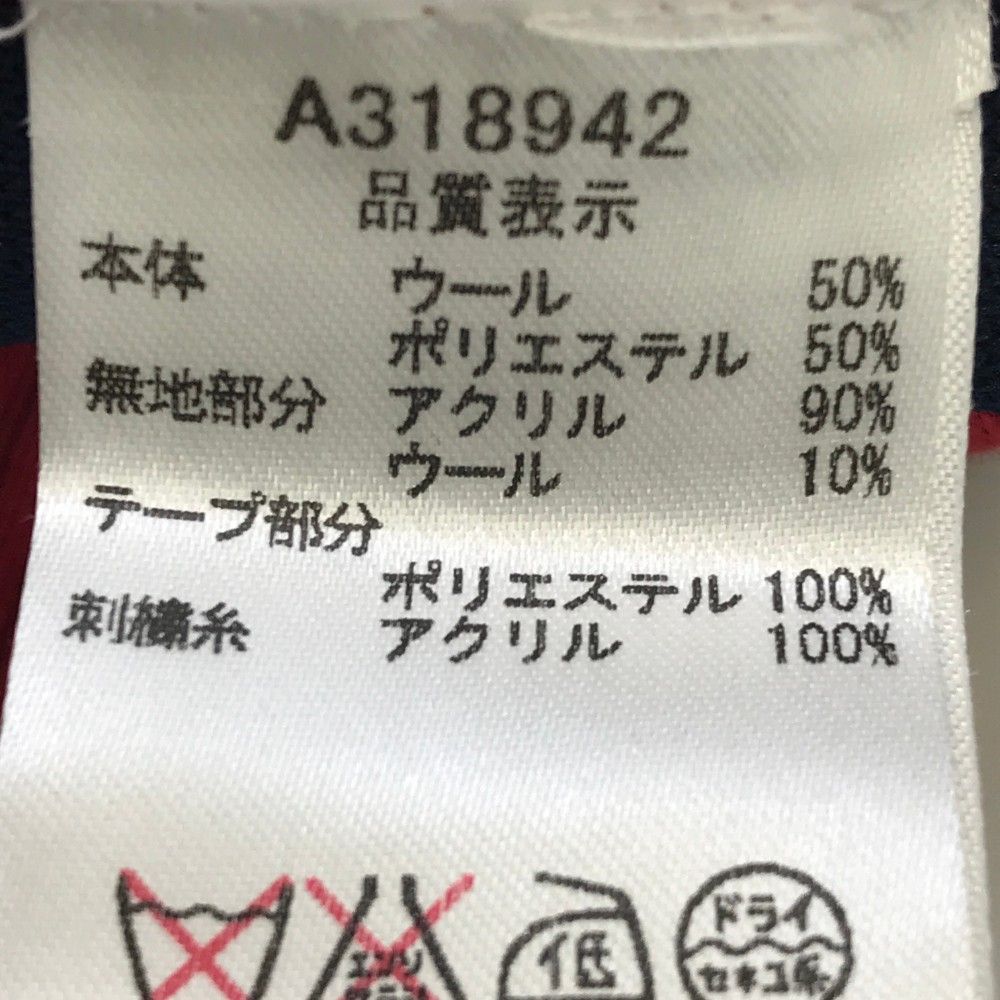 A318942
品質表示
本体 ウール 50%
ポリエステル 50%
無地部分 アクリル 90%
ウール 10%
テープ部分
ポリエステル 100%
刺繍糸 アクリル 100%
エンソ
低
ドライ
セキユ系